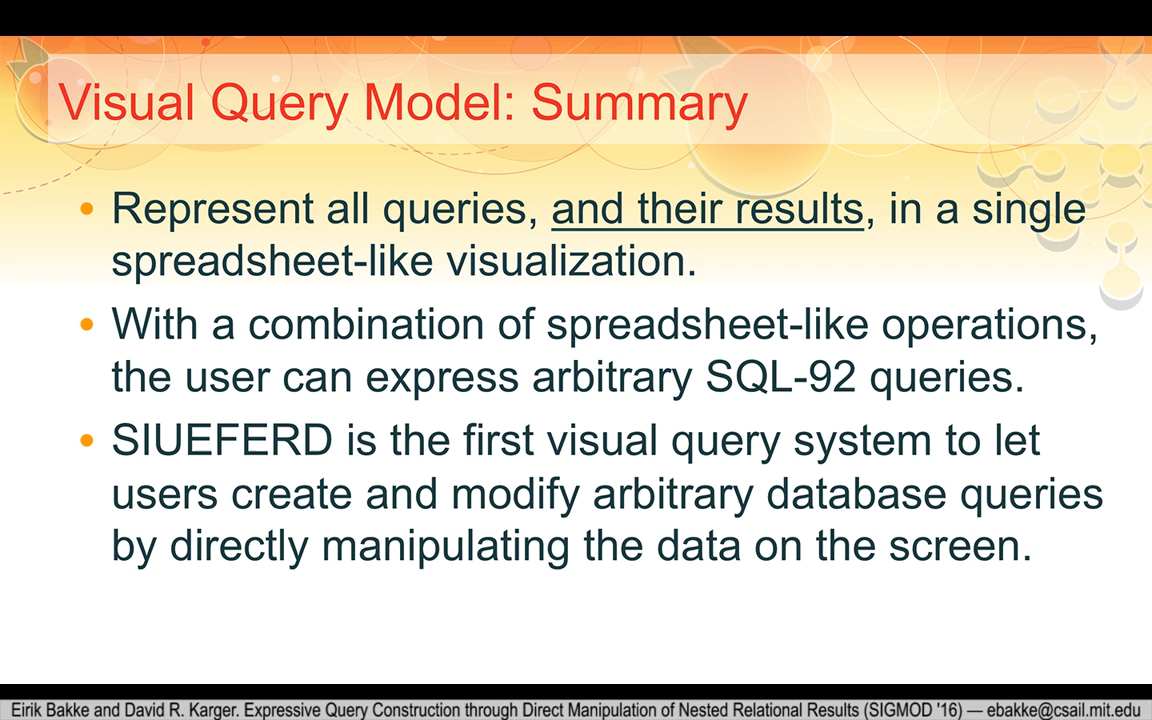 Visual Query Model: Summary
• Represent all queries, and their results, in a single
spreadsheet-like visualization.
• With a combination of spreadsheet-like operations,
the user can express arbitrary SQL-92 queries.
• SIUEFERD is the first visual query system to let
users create and modify arbitrary database queries
by directly manipulating the data on the screen.
Eirik Bakke and David R. Karger. Expressive Query Construction through Direct Manipulation of Nested Relational Results (SIGMOD '16) — ebakke@csail.mit.edu